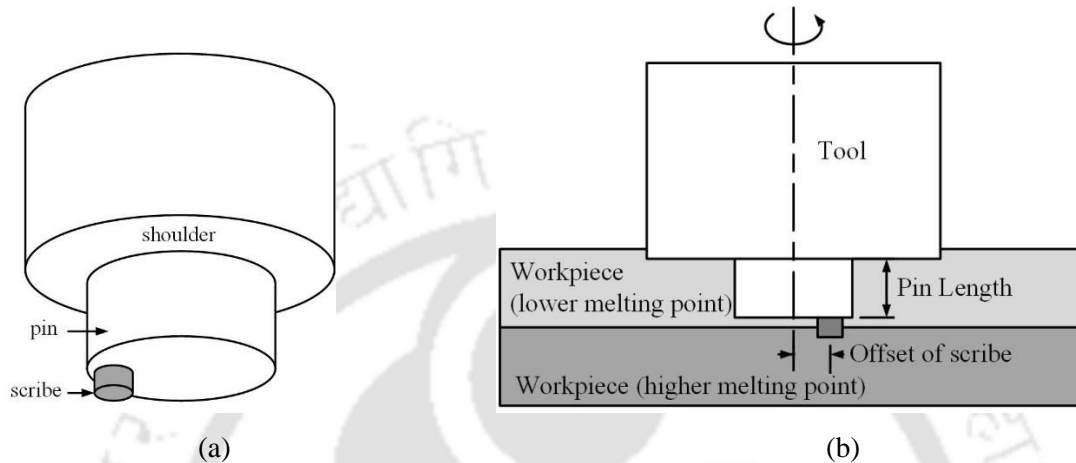 shoulder
pin
scribe
(a)
Tool
Workpiece
(lower melting point)
Pin Length
Offset of scribe
Workpiece (higher melting point)
(b)